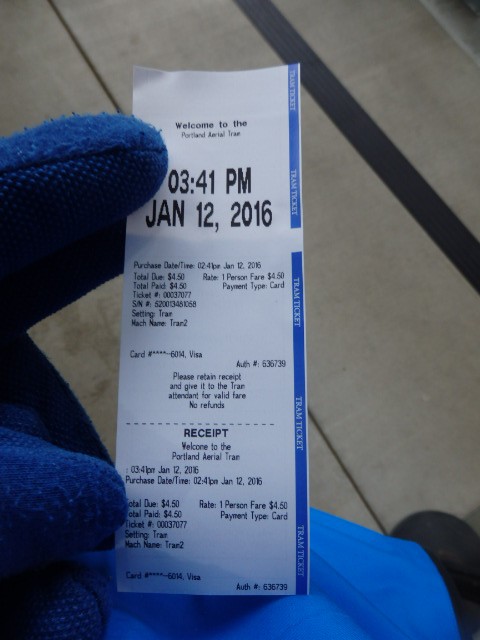 Welcome to the
Portland Aerial Tram
03:41 PM
JAN 12, 2016
Purchase Date/Time: 02:41pm Jan 12, 2016
Total Due: $4.50 Rate: 1 Person Fare $4.50
Total Paid: $4.50 Payment Type: Card
Ticket #: 00037077
S/N #: 520013461058
Setting: Tram
Mach Name: Tram2
Card #****-6014, Visa
Auth #: 636739
Please retain receipt
and give it to the Tram
attendant for valid fare
No refunds
RECEIPT
Welcome to the
Portland Aerial Tram
03:41pm Jan 12, 2016
Purchase Date/Time: 02:41pm Jan 12, 2016
Total Due: $4.50 Rate: 1 Person Fare $4.50
Total Paid: $4.50 Payment Type: Card
Ticket #: 00037077
Setting: Tram
Mach Name: Tram2
Card #****-6014, Visa
Auth #: 636739
TRAM TICKET
TRAM TICKET
TRAM TICKET
TRAM TICKET
TRAM TICKET